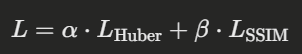 L = α · L_Huber + β · L_SSIM